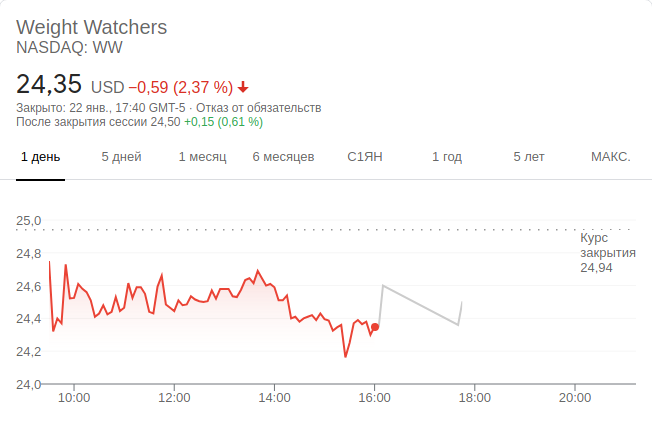 Weight Watchers
NASDAQ: WW
24,35 USD −0,59 (2,37 %)
Закрыто: 22 янв., 17:40 GMT-5 · Отказ от обязательств
После закрытия сессии 24,50 +0,15 (0,61 %)
1 день 5 дней 1 месяц 6 месяцев С1ЯН 1 год 5 лет МАКС.
25,0
Курс
закрытия
24,94
24,8
24,6
24,4
24,2
24,0
10:00 12:00 14:00 16:00 18:00 20:00